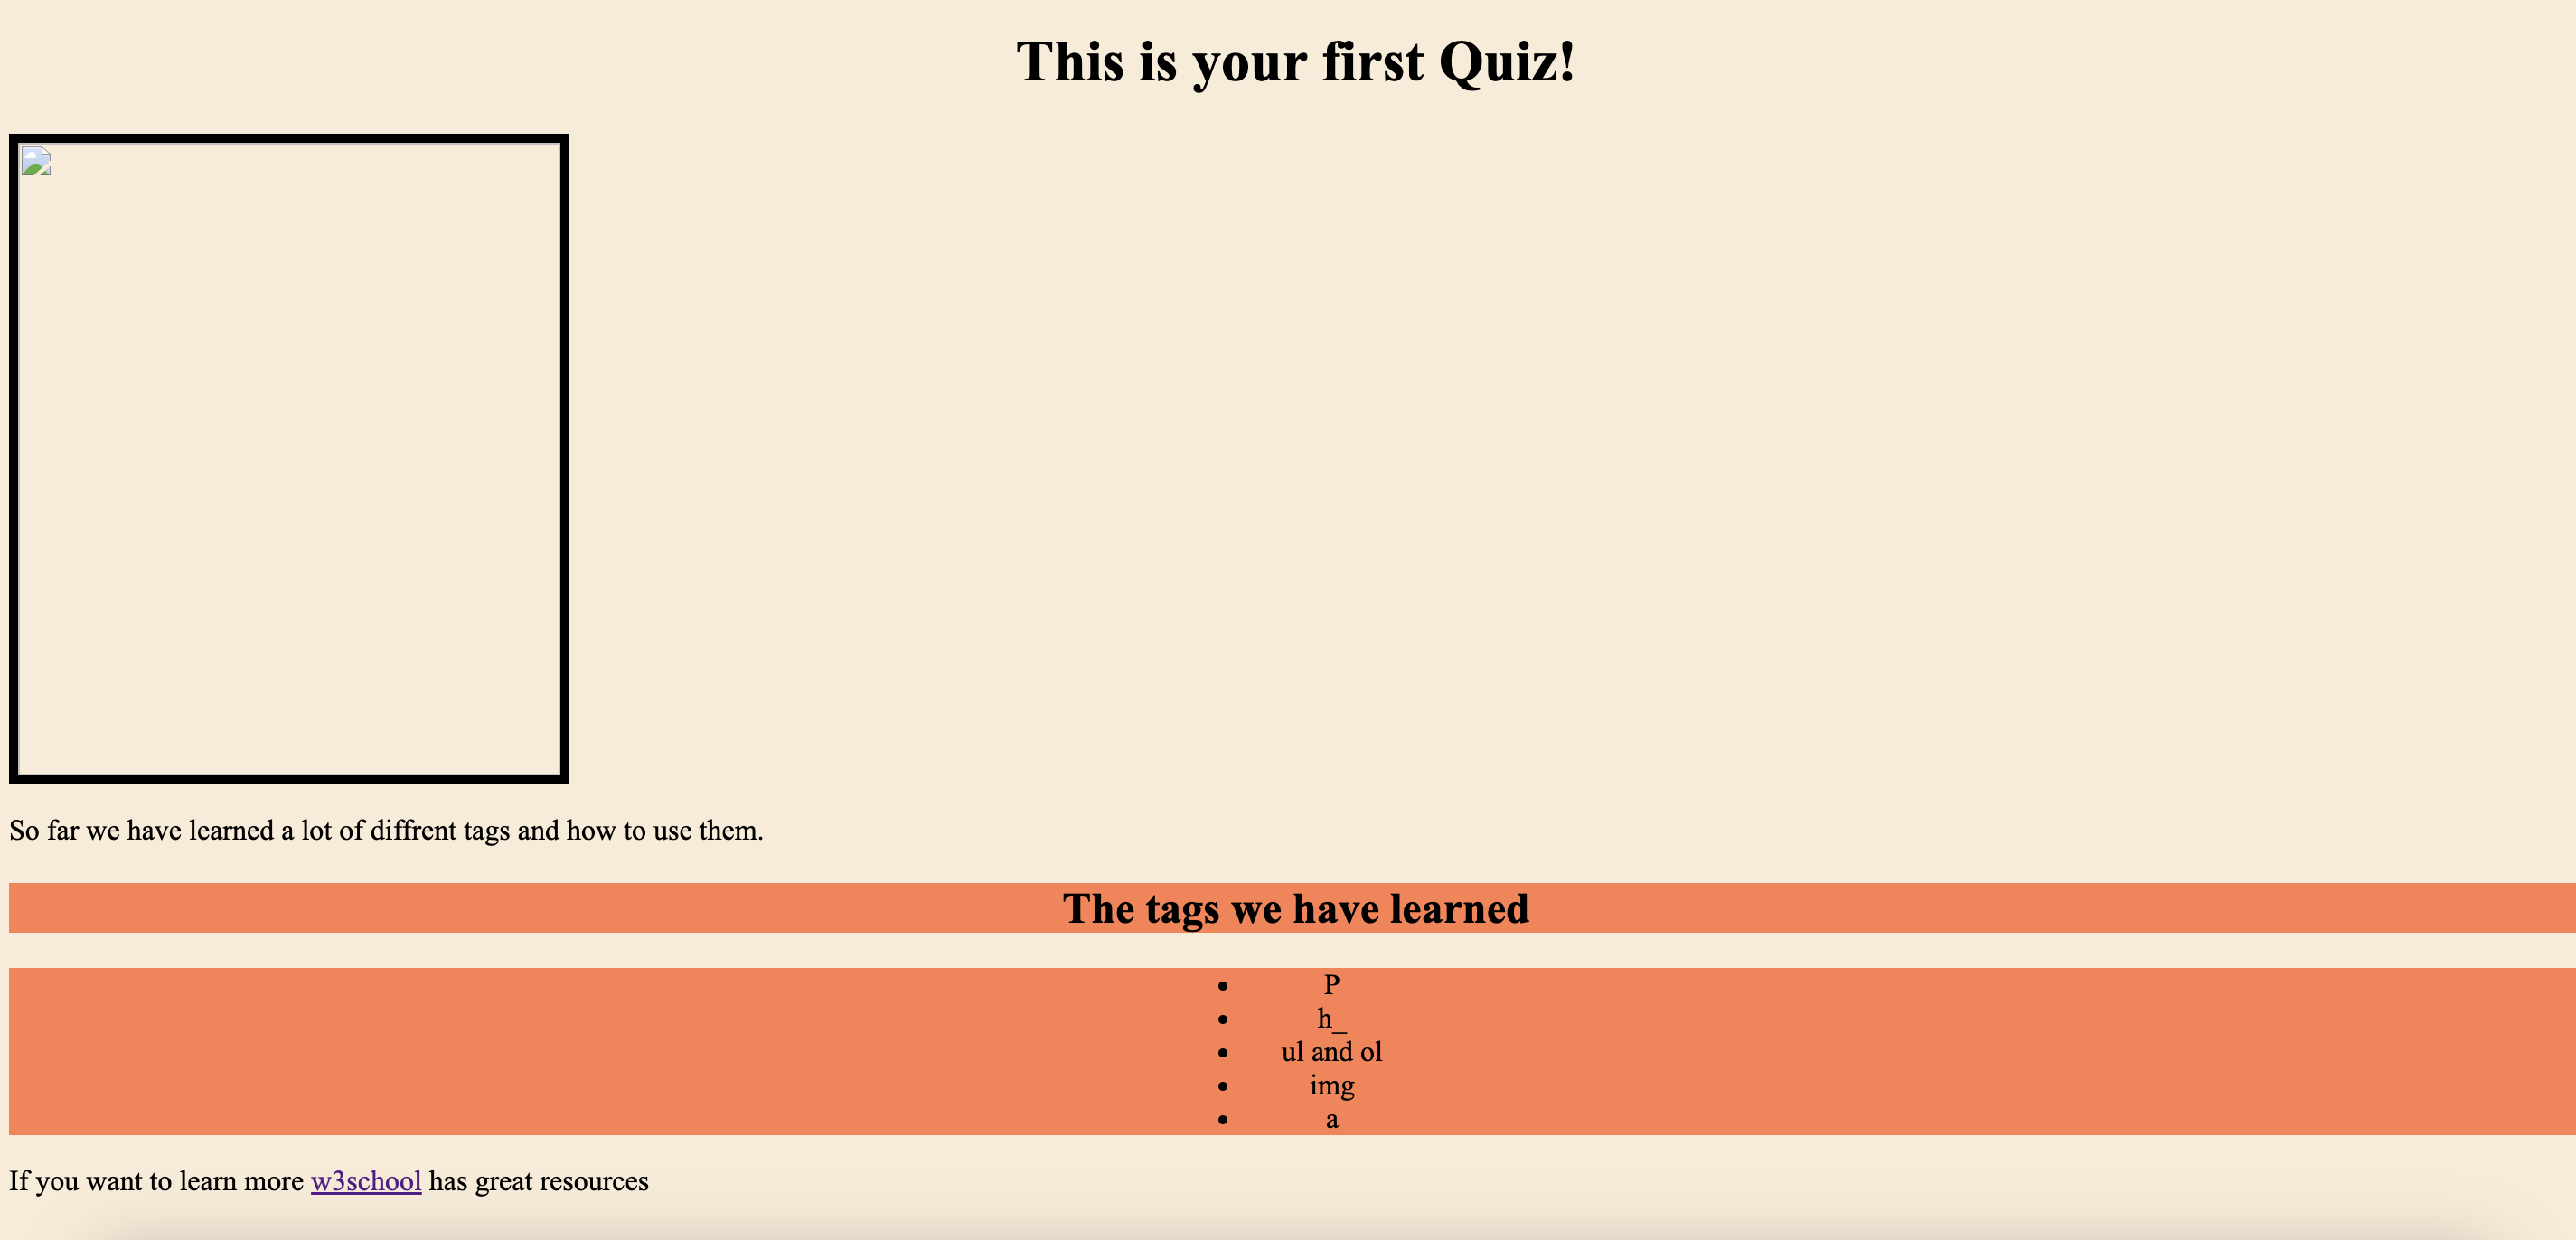 This is your first Quiz!
So far we have learned a lot of diffrent tags and how to use them.
The tags we have learned
• P
• h_
• ul and ol
• img
• a
If you want to learn more w3school has great resources